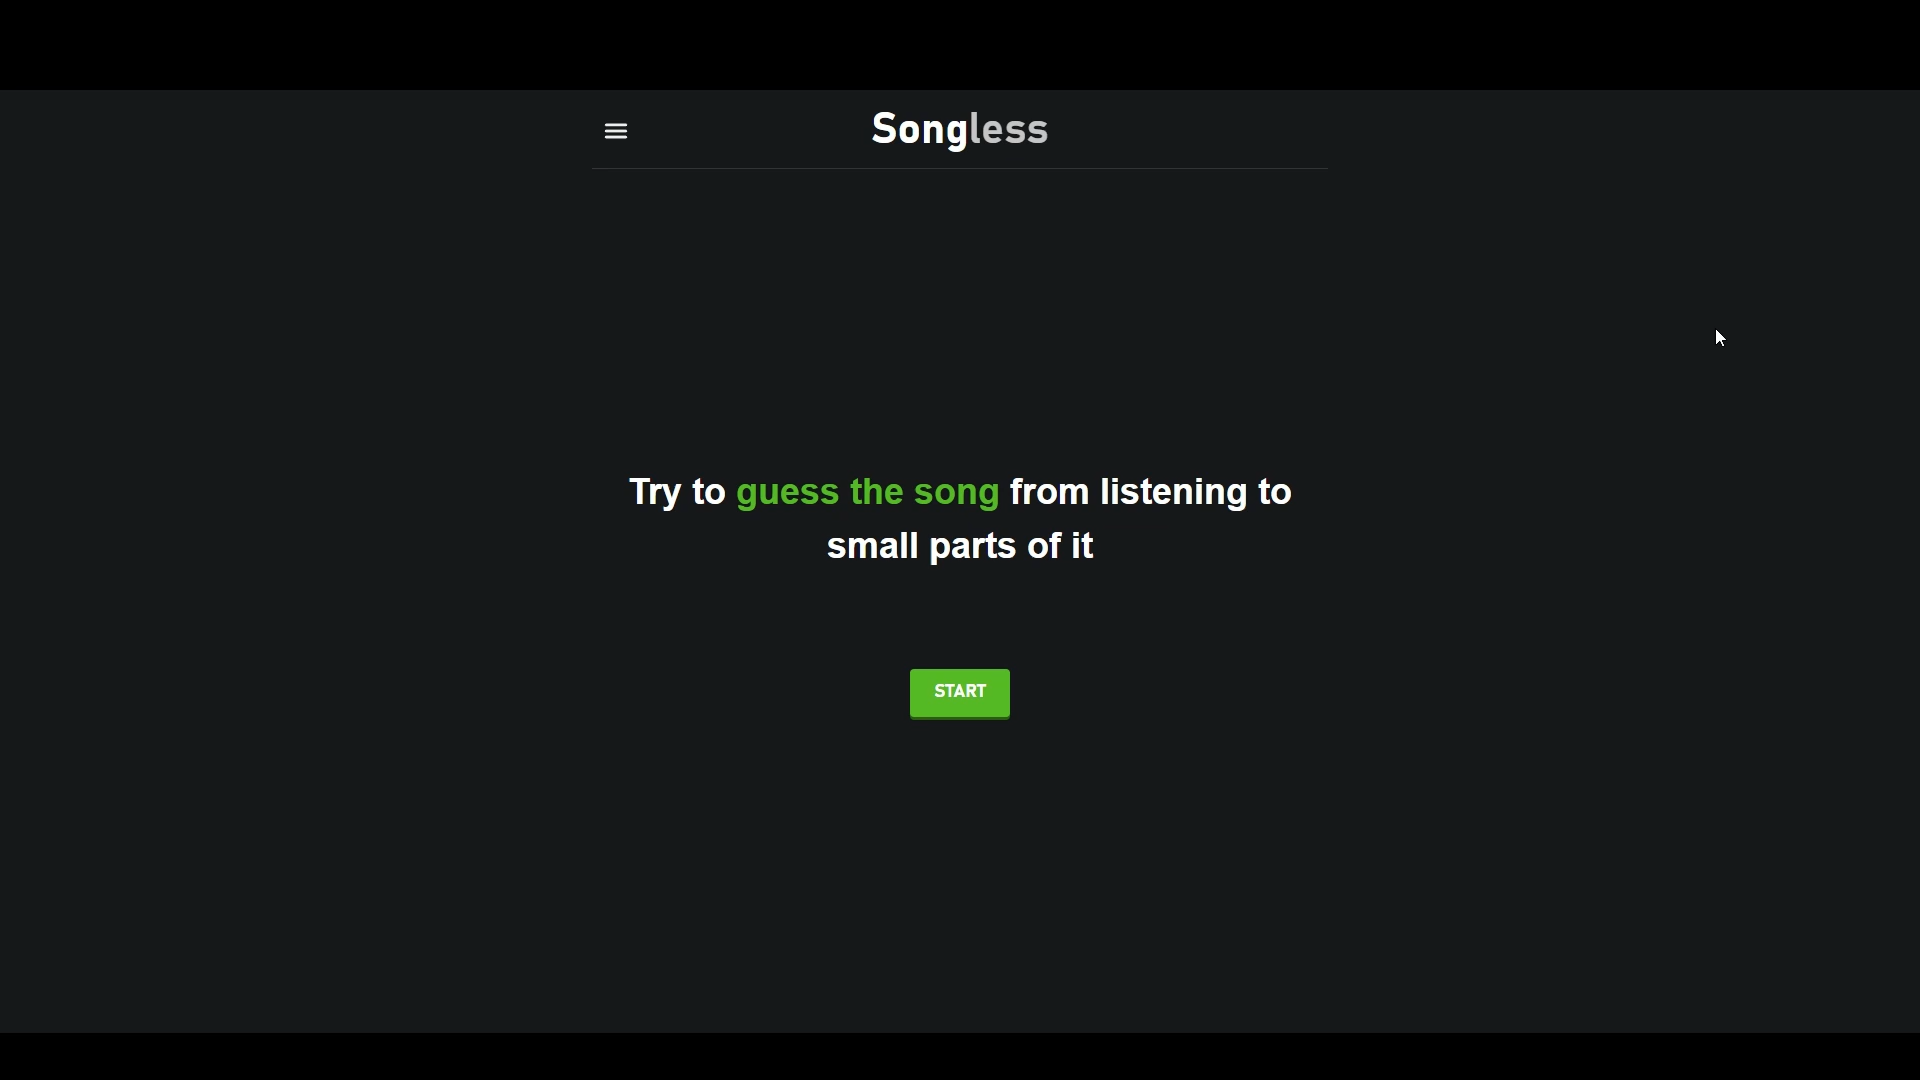 Songless
Try to guess the song from listening to
small parts of it
START